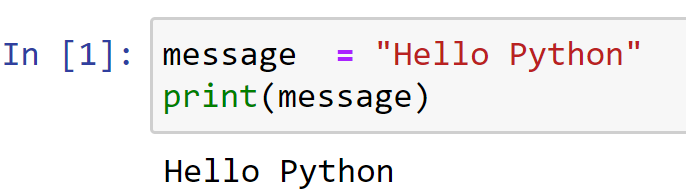 In [1]: message  = "Hello Python"
print(message)
Hello Python